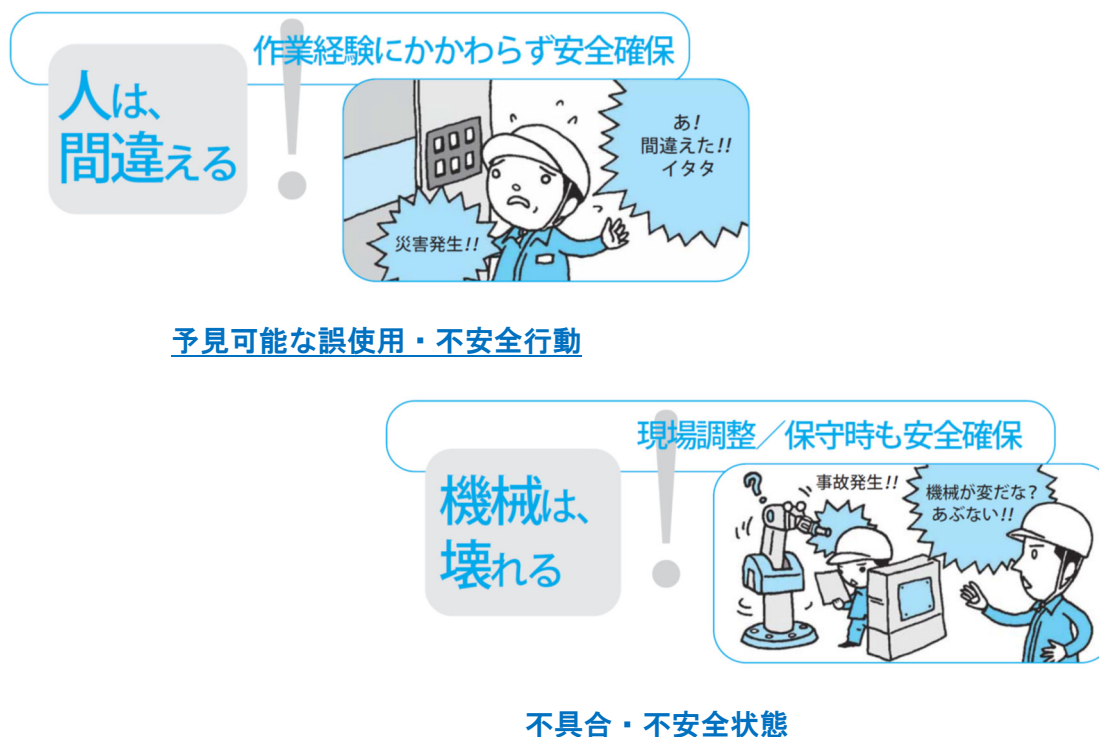 作業経験にかかわらず安全確保
人は、
間違える
!
あ!
間違えた!!
イタタ
災害発生!!
予見可能な誤使用・不安全行動
現場調整／保守時も安全確保
機械は、
壊れる
!
?
事故発生!!
機械が変だな?
あぶない!!
不具合・不安全状態